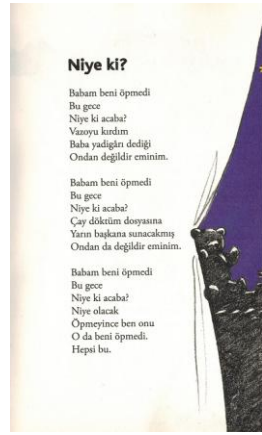 Niye ki?
Babam beni öpmedi
Bu gece
Niye ki acaba?
Vazoyu kırdım
Baba yadigârı dediği
Ondan değildir eminim.
Babam beni öpmedi
Bu gece
Niye ki acaba?
Çay döktüm dosyasına
Yarın başkana sunacakmış
Ondan da değildir eminim.
Babam beni öpmedi
Bu gece
Niye ki acaba?
Niye olacak
Öpmeyince ben onu
O da beni öpmedi.
Hepsi bu.